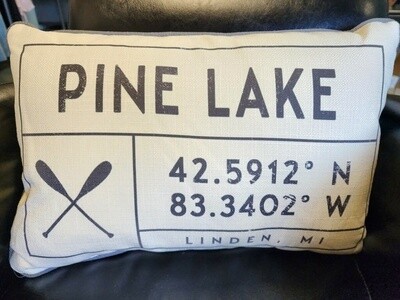 PINE LAKE
42.5912° N
83.3402° W
LINDEN, MI